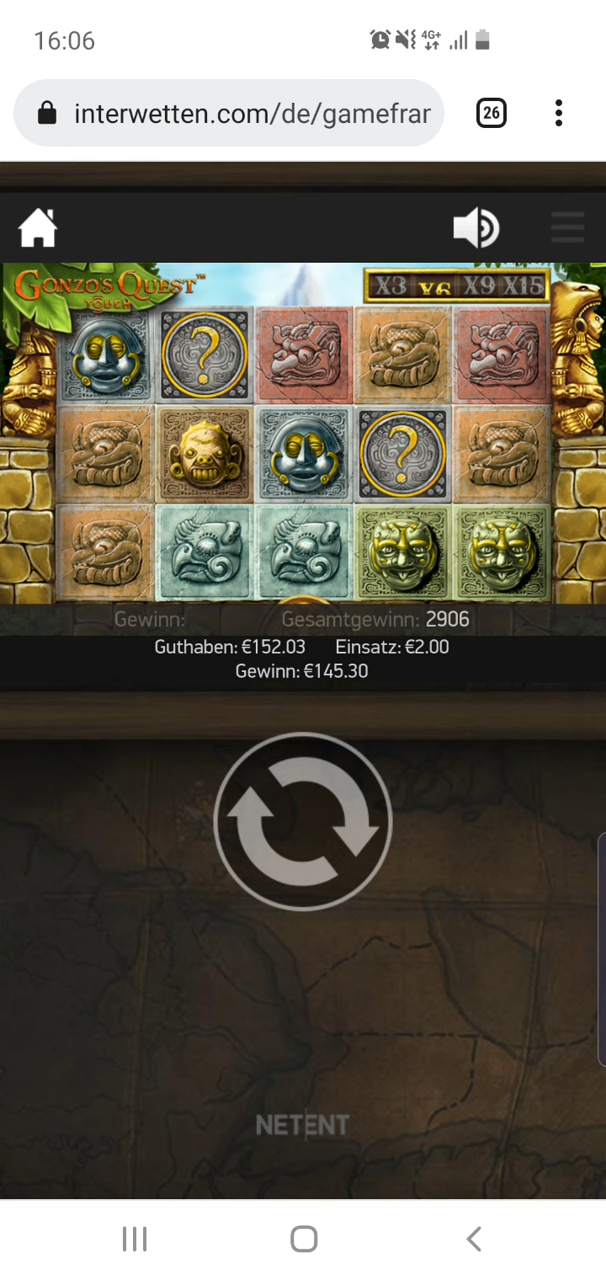 16:06
4G+
interwetten.com/de/gamefrar
26
GONZO'S QUEST™
TOUCH
X3 X6 X9 X15
?
?
Gewinn: Gesamtgewinn: 2906
Guthaben: €152.03 Einsatz: €2.00
Gewinn: €145.30
NETENT